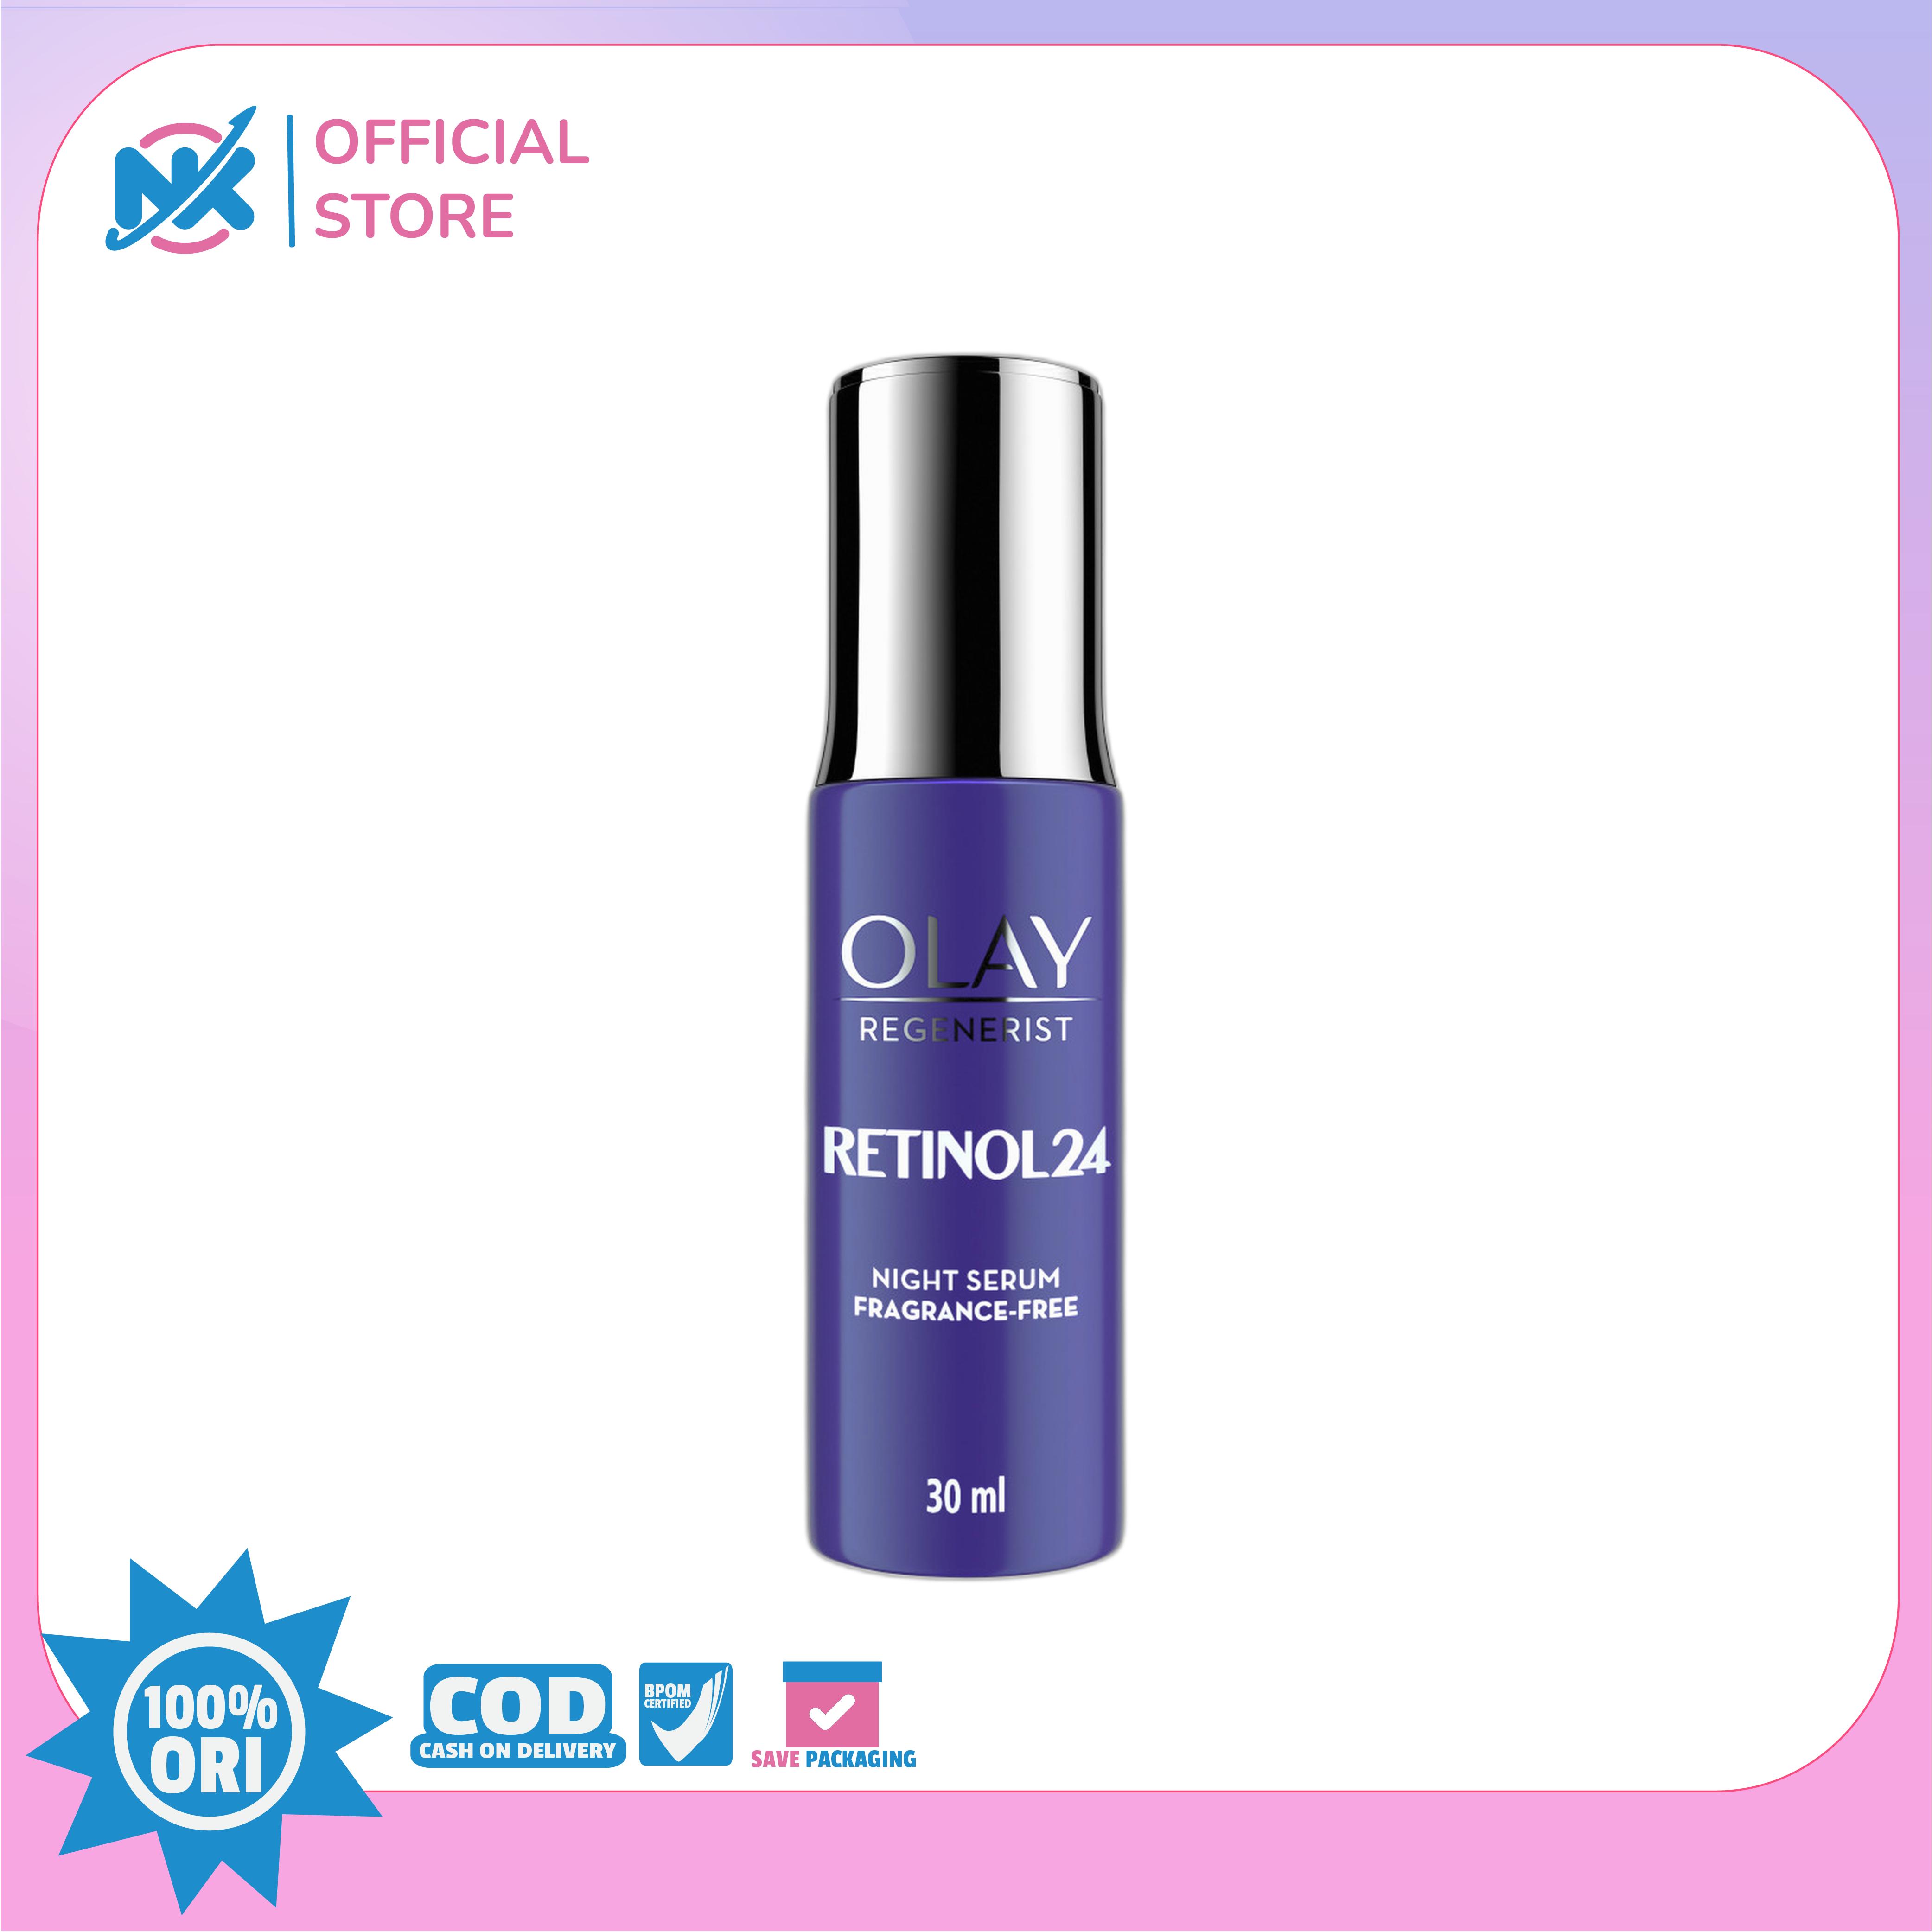 NK
OFFICIAL
STORE
OLAY
REGENERIST
RETINOL24
NIGHT SERUM
FRAGRANCE-FREE
30 ml
100%
ORI
COD
CASH ON DELIVERY
BPOM
CERTIFIED
SAVE PACKAGING